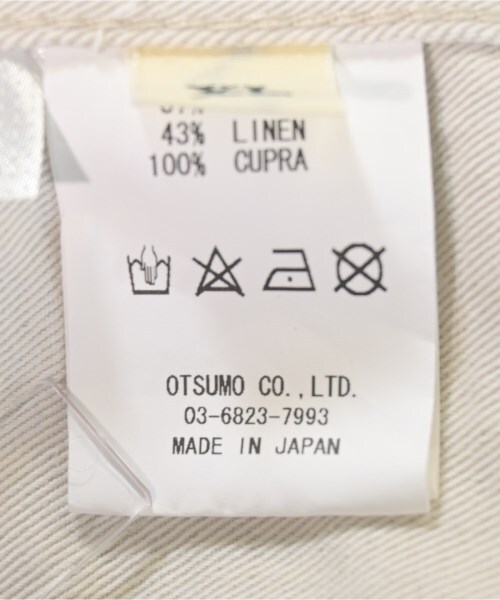 43% LINEN
100% CUPRA
OTSUMO CO.,LTD.
03-6823-7993
MADE IN JAPAN